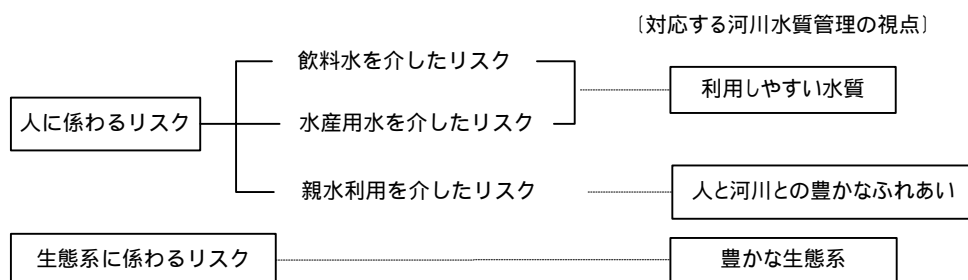 〔対応する河川水質管理の視点〕
飲料水を介したリスク
利用しやすい水質
人に係わるリスク
水産用水を介したリスク
親水利用を介したリスク
人と河川との豊かなふれあい
生態系に係わるリスク
豊かな生態系